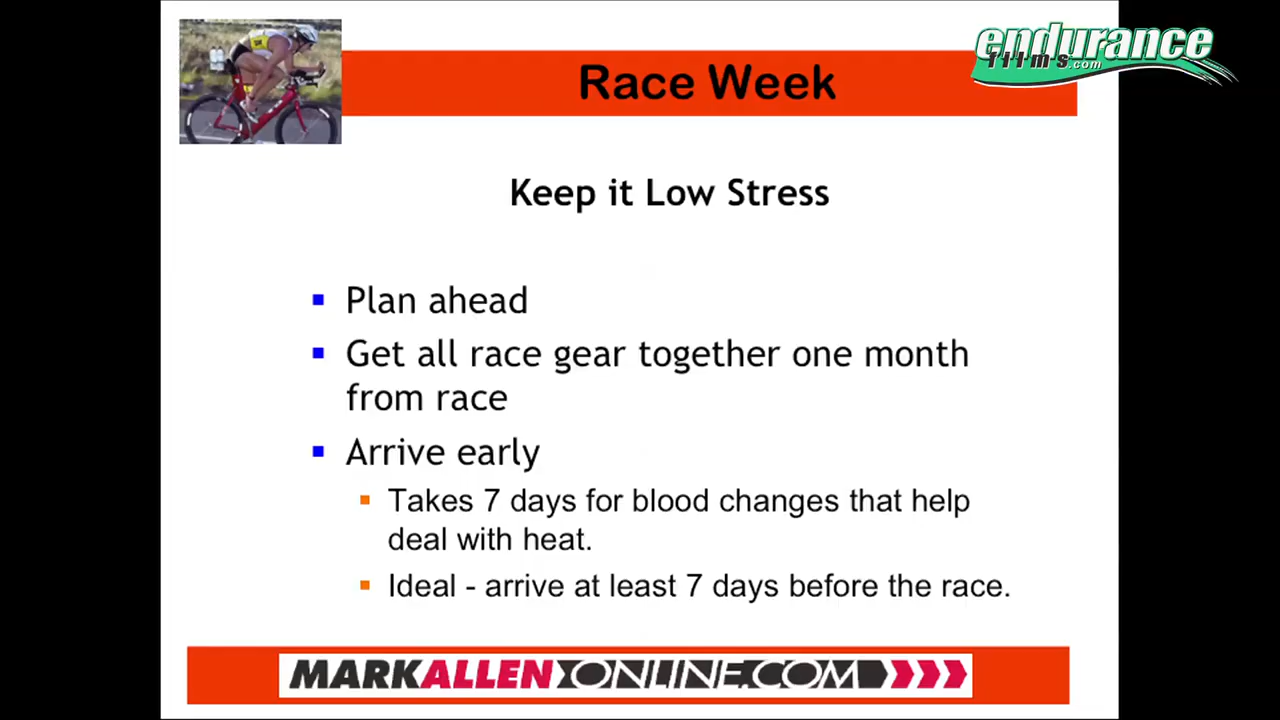 endurance
films.com
Race Week
Keep it Low Stress
Plan ahead
Get all race gear together one month
from race
Arrive early
Takes 7 days for blood changes that help
deal with heat.
Ideal - arrive at least 7 days before the race.
MARKALLENONLINE.COM